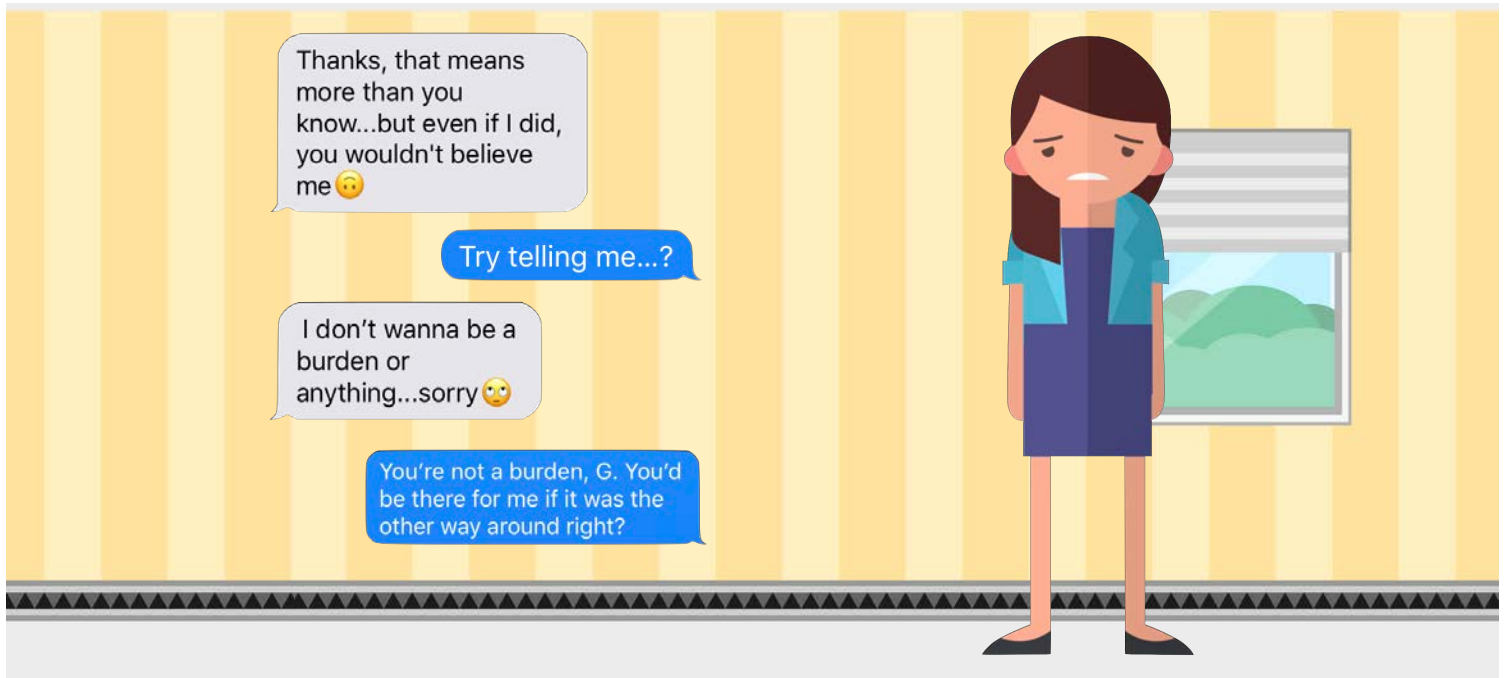 Thanks, that means
more than you
know...but even if I did,
you wouldn't believe
me🙃
Try telling me...?
I don’t wanna be a
burden or
anything...sorry🙄
You’re not a burden, G. You’d
be there for me if it was the
other way around right?